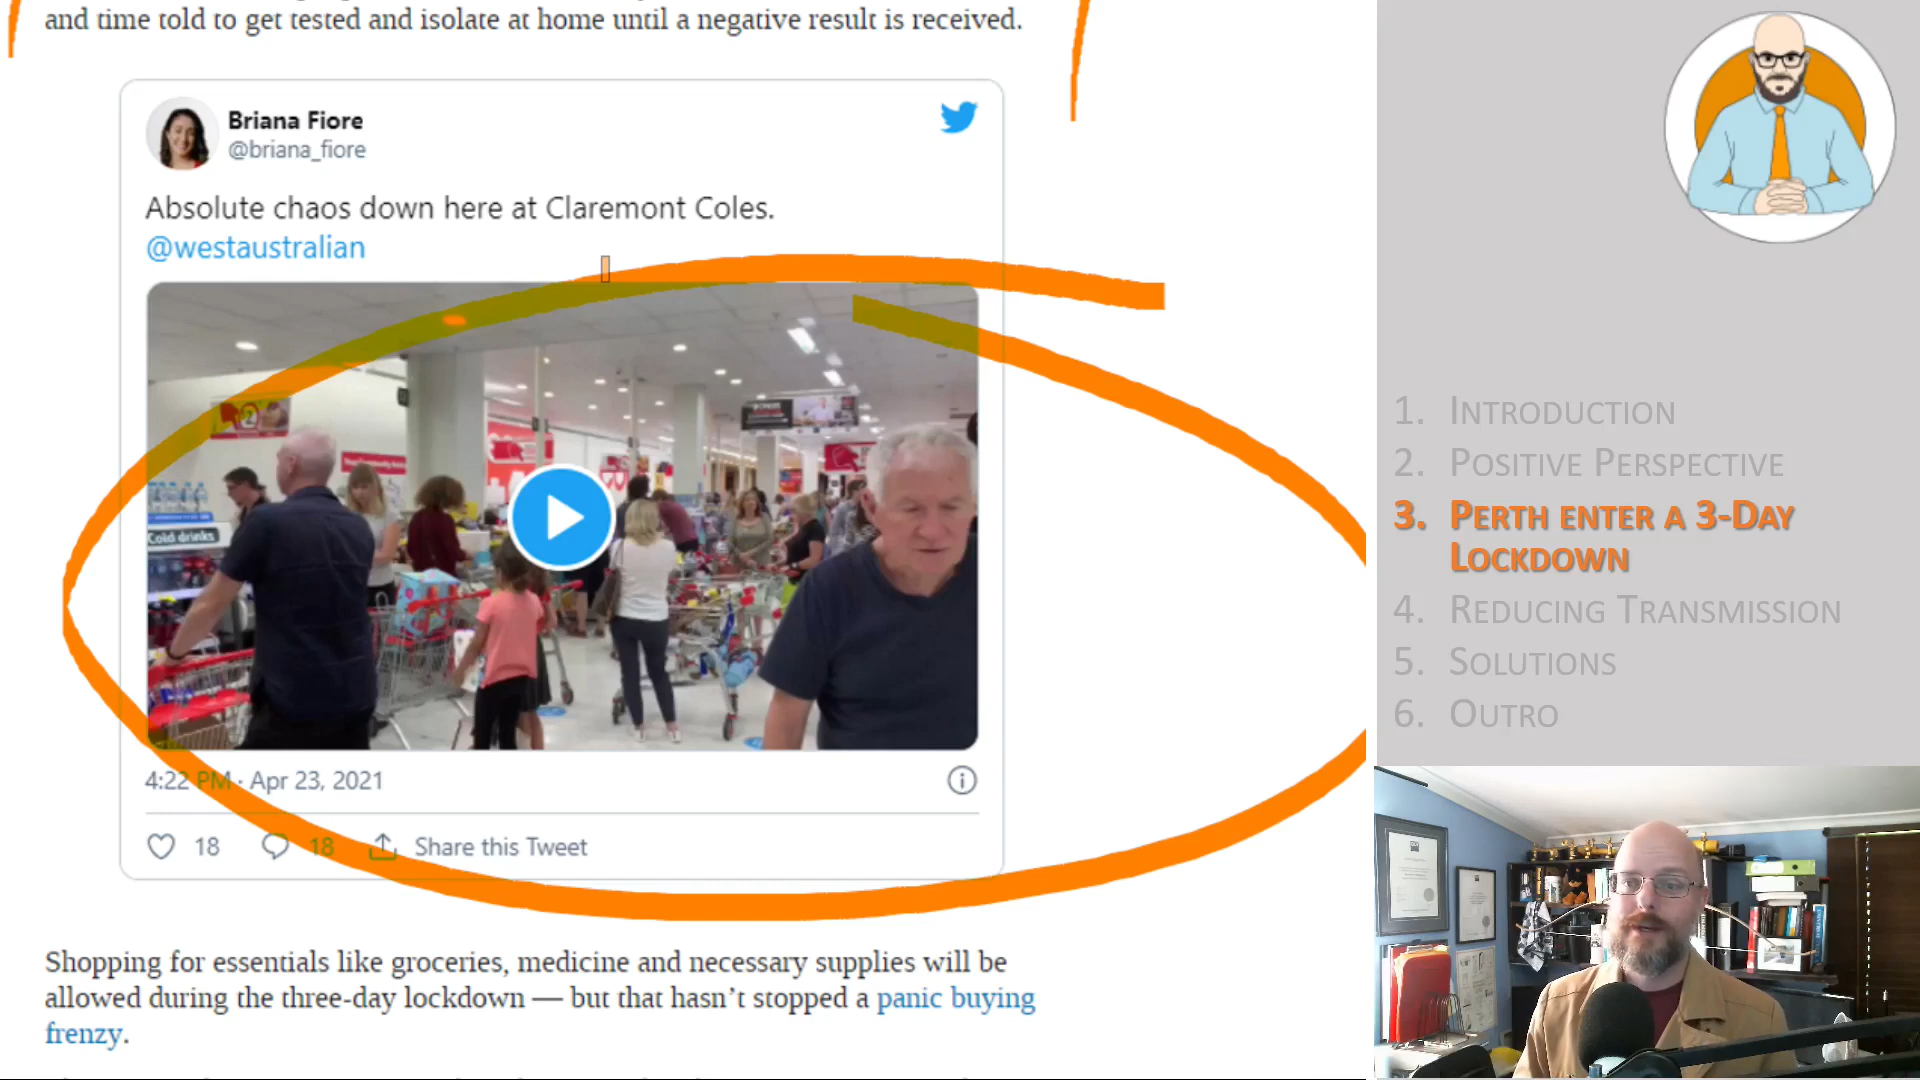 and time told to get tested and isolate at home until a negative result is received.
Briana Fiore
@briana_fiore
Absolute chaos down here at Claremont Coles.
@westaustralian
2
Cold drinks
4:22 PM · Apr 23, 2021
18
18
Share this Tweet
Shopping for essentials like groceries, medicine and necessary supplies will be
allowed during the three-day lockdown — but that hasn't stopped a panic buying
frenzy.
1. Introduction
2. Positive Perspective
3. Perth enter a 3-Day
Lockdown
4. Reducing Transmission
5. Solutions
6. Outro